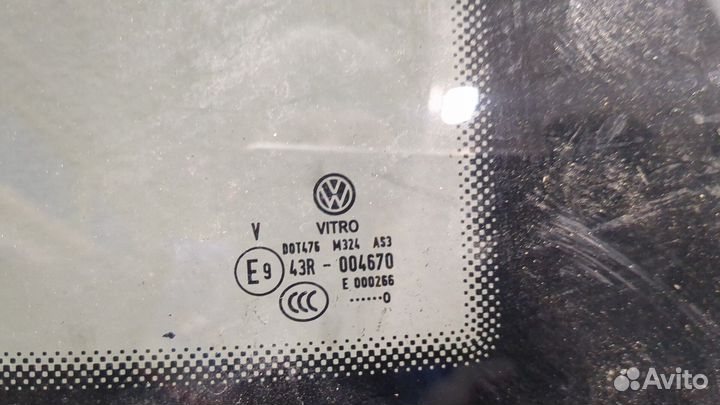 VITRO
V
DOT476 M324 AS3
E9 43R - 004670
E 000266
CCC
······0
Avito